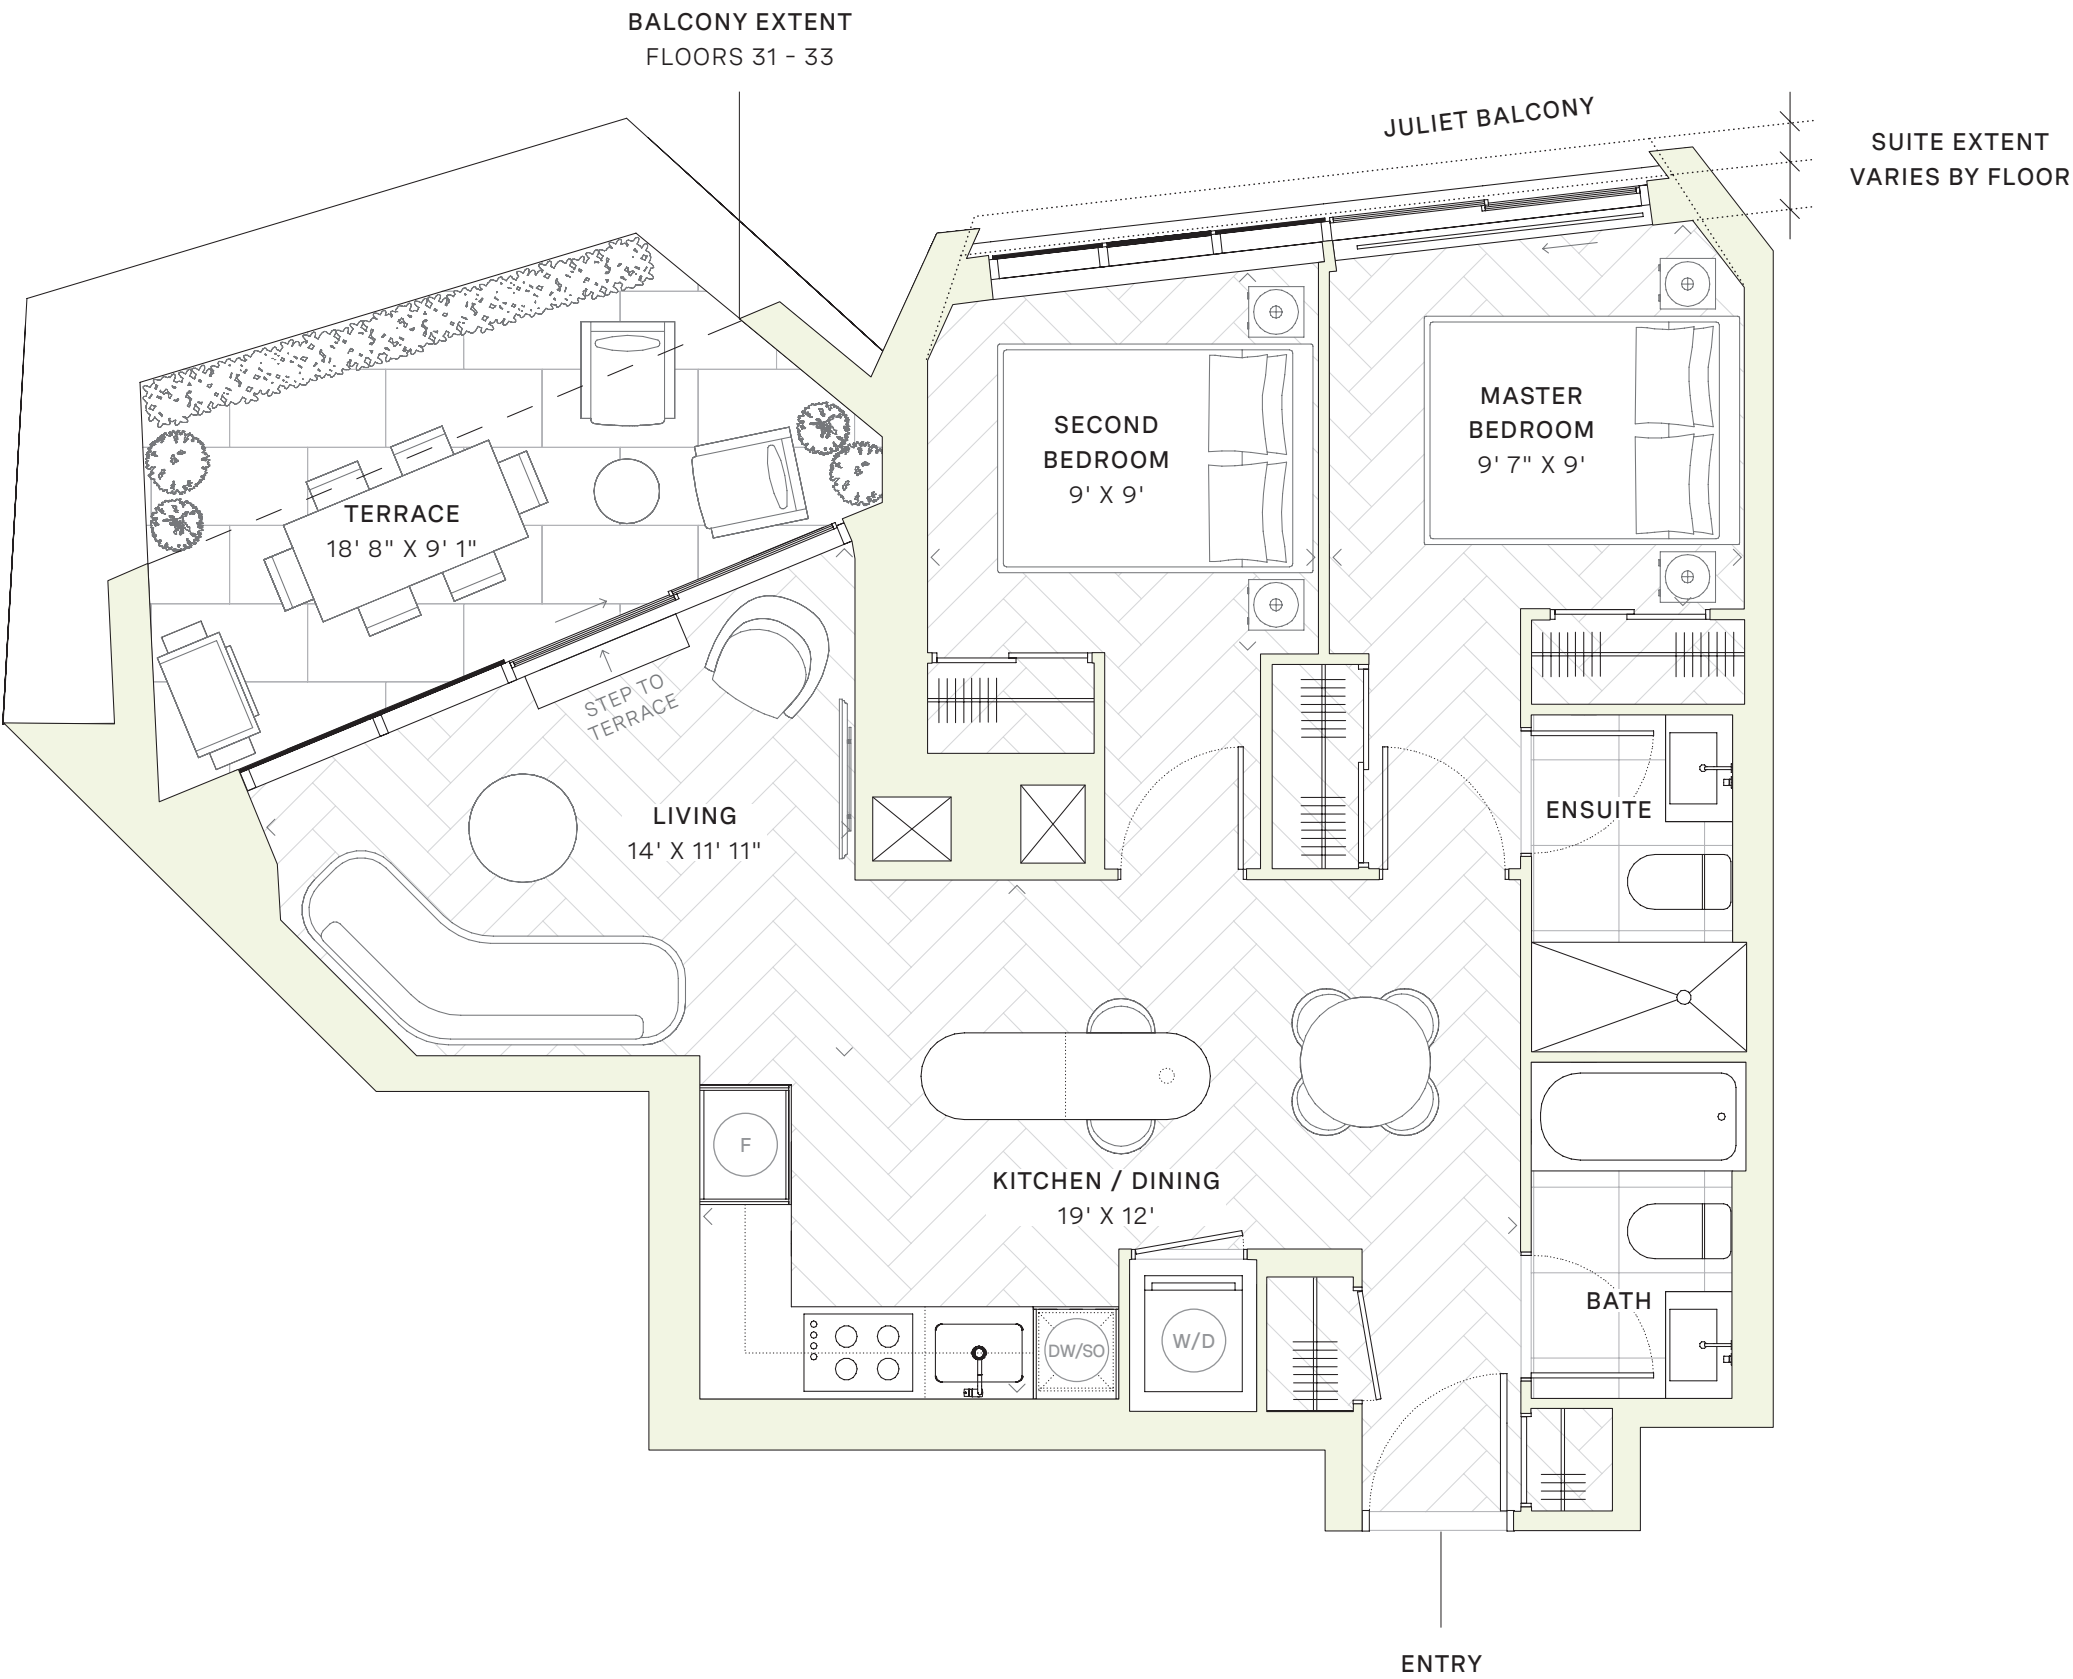 BALCONY EXTENT
FLOORS 31 - 33
JULIET BALCONY
SUITE EXTENT
VARIES BY FLOOR
MASTER
BEDROOM
9' 7" X 9'
SECOND
BEDROOM
9' X 9'
TERRACE
18' 8" X 9' 1"
STEP TO
TERRACE
LIVING
14' X 11' 11"
ENSUITE
F
KITCHEN / DINING
19' X 12'
BATH
DW/SO
W/D
ENTRY